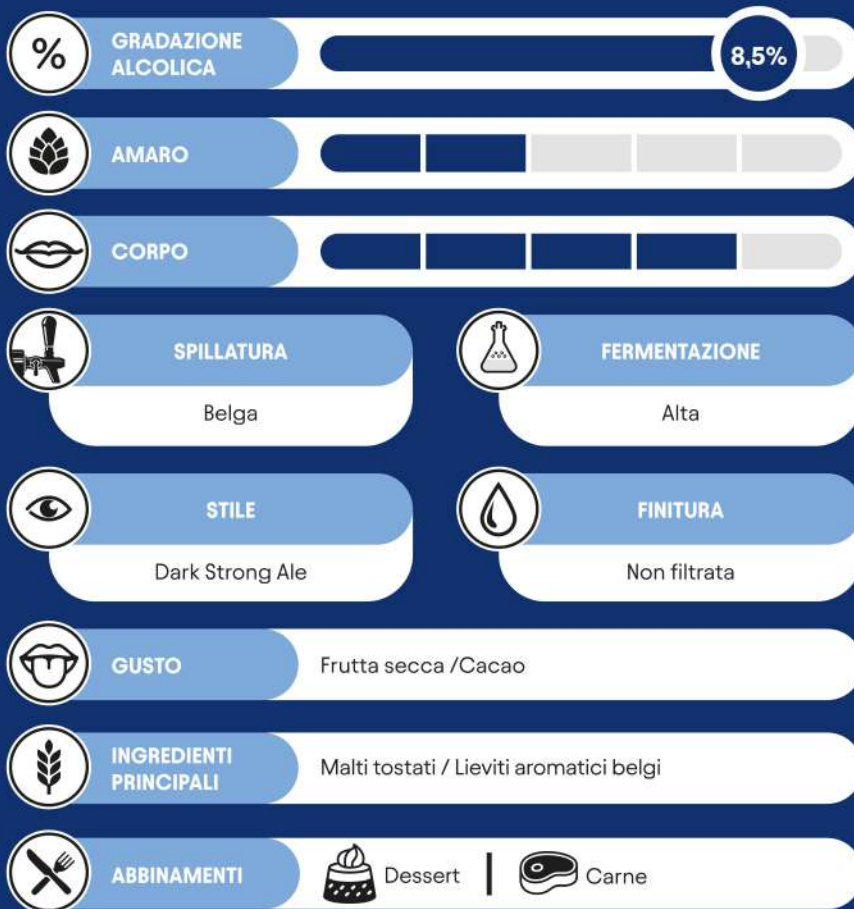 %
GRADAZIONE
ALCOLICA
8,5%
AMARO
CORPO
SPILLATURA
Belga
FERMENTAZIONE
Alta
STILE
Dark Strong Ale
FINITURA
Non filtrata
GUSTO
Frutta secca /Cacao
INGREDIENTI
PRINCIPALI
Malti tostati / Lieviti aromatici belgi
ABBINAMENTI
Dessert | Carne